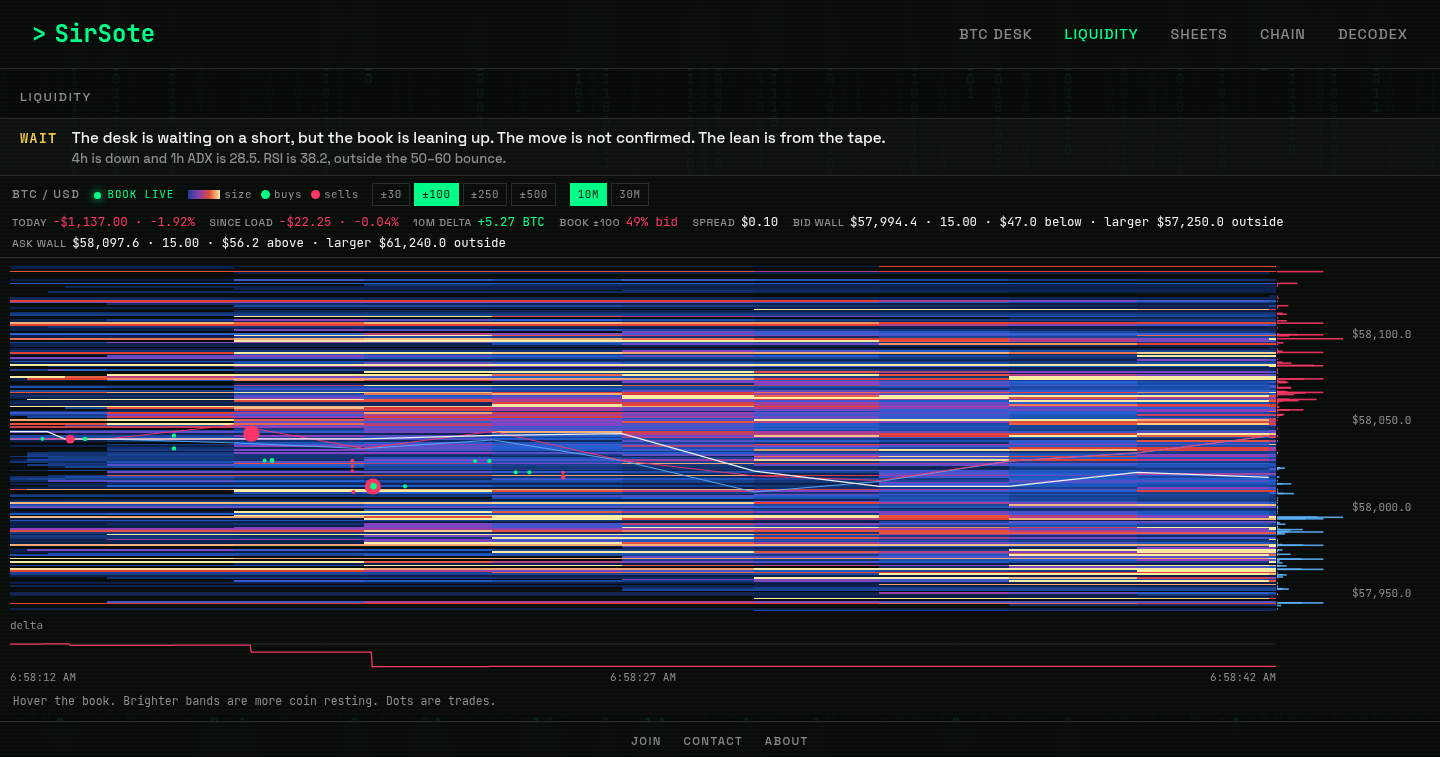 > SirSote
BTC DESK LIQUIDITY SHEETS CHAIN DECODEX
LIQUIDITY
WAIT The desk is waiting on a short, but the book is leaning up. The move is not confirmed. The lean is from the tape.
4h is down and 1h ADX is 28.5. RSI is 38.2, outside the 50–60 bounce.
BTC / USD BOOK LIVE size buys sells ±30 ±100 ±250 ±500 10M 30M
TODAY -$1,137.00 · -1.92% SINCE LOAD -$22.25 · -0.04% 10M DELTA +5.27 BTC BOOK ±100 49% bid SPREAD $0.10 BID WALL $57,994.4 · 15.00 · $47.0 below · larger $57,250.0 outside
ASK WALL $58,097.6 · 15.00 · $56.2 above · larger $61,240.0 outside
$58,100.0
$58,050.0
$58,000.0
$57,950.0
delta
6:58:12 AM 6:58:27 AM 6:58:42 AM
Hover the book. Brighter bands are more coin resting. Dots are trades.
JOIN CONTACT ABOUT